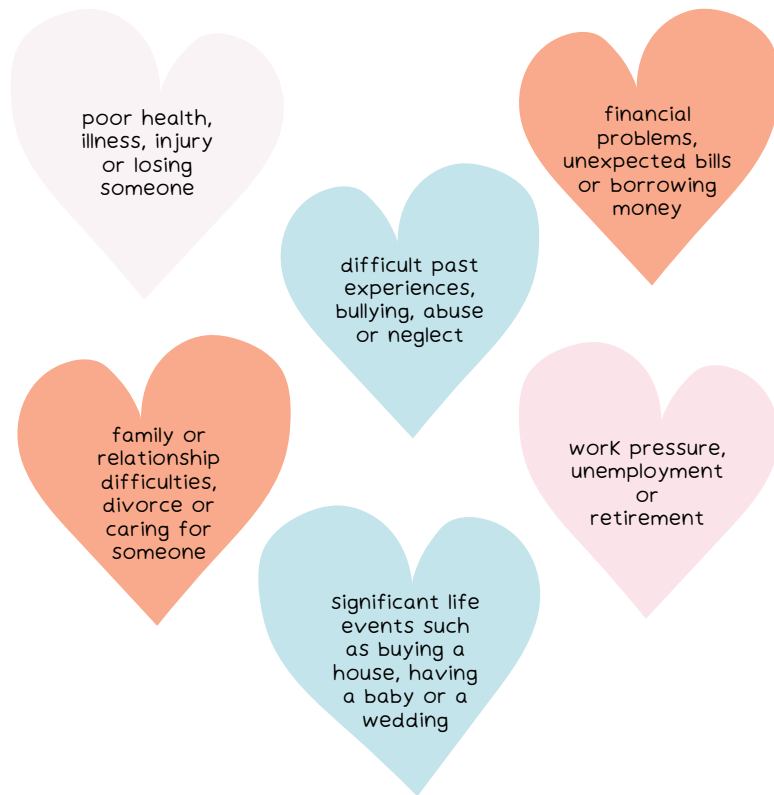 poor health,
illness, injury
or losing
someone
financial
problems,
unexpected bills
or borrowing
money
difficult past
experiences,
bullying, abuse
or neglect
family or
relationship
difficulties,
divorce or
caring for
someone
work pressure,
unemployment
or
retirement
significant life
events such
as buying a
house, having
a baby or a
wedding